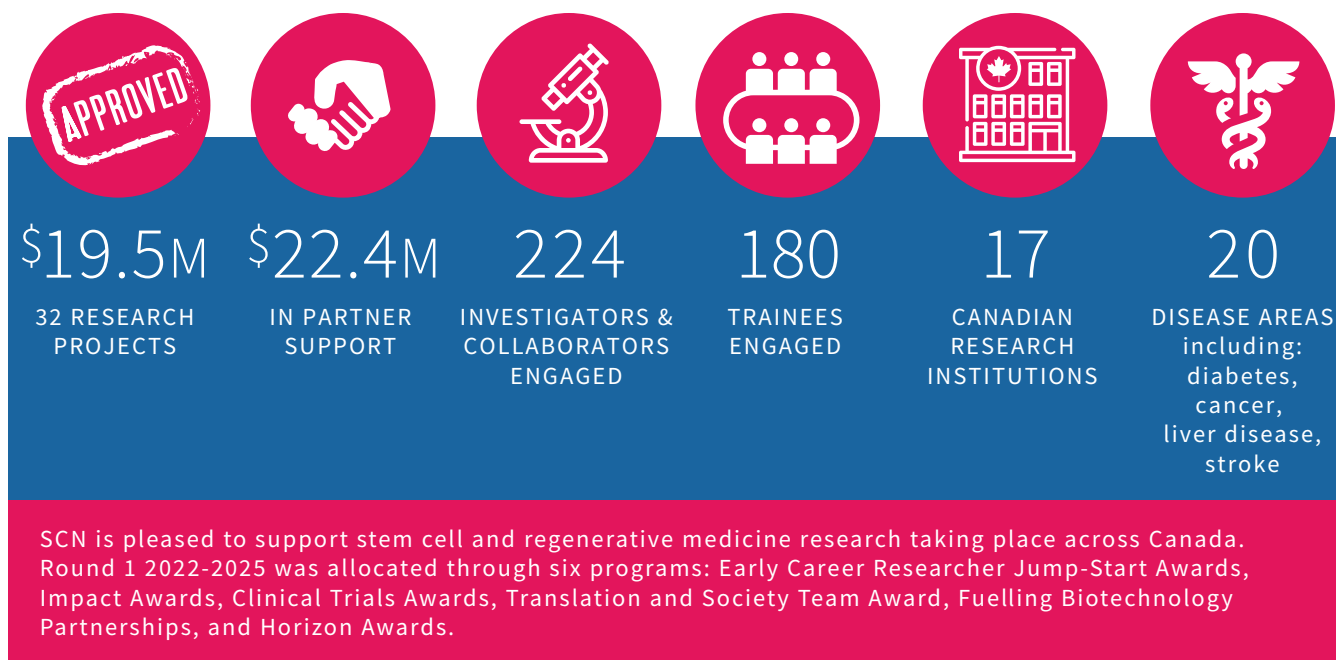 APPROVED
$19.5M
32 RESEARCH
PROJECTS
$22.4M
IN PARTNER
SUPPORT
224
INVESTIGATORS &
COLLABORATORS
ENGAGED
180
TRAINEES
ENGAGED
17
CANADIAN
RESEARCH
INSTITUTIONS
20
DISEASE AREAS
including:
diabetes,
cancer,
liver disease,
stroke
SCN is pleased to support stem cell and regenerative medicine research taking place across Canada.
Round 1 2022-2025 was allocated through six programs: Early Career Researcher Jump-Start Awards,
Impact Awards, Clinical Trials Awards, Translation and Society Team Award, Fuelling Biotechnology
Partnerships, and Horizon Awards.